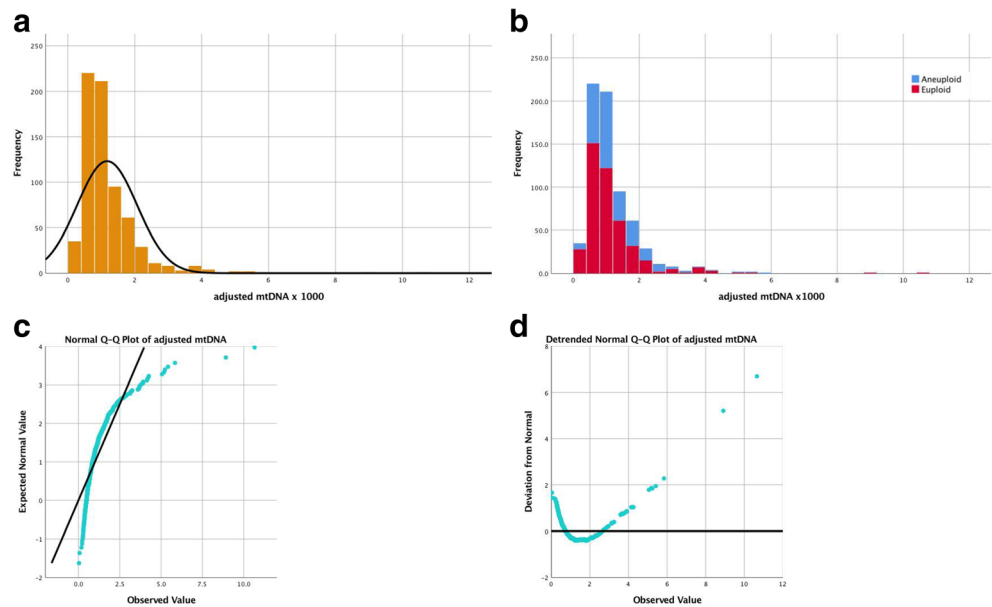 a
250
200
150
100
50
0
Frequency
0 2 4 6 8 10 12
adjusted mtDNA x 1000
b
250.0
200.0
150.0
100.0
50.0
0.0
Frequency
Aneuploid
Euploid
0 2 4 6 8 10 12
adjusted mtDNA x1000
c
Normal Q-Q Plot of adjusted mtDNA
4
3
2
1
0
-1
-2
Expected Normal Value
0.0 2.5 5.0 7.5 10.0
Observed Value
d
Detrended Normal Q-Q Plot of adjusted mtDNA
8
6
4
2
0
-2
Deviation from Normal
0 2 4 6 8 10 12
Observed Value